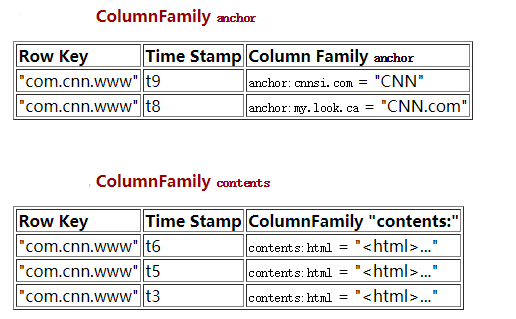 ColumnFamily anchor
Row Key Time Stamp Column Family anchor
"com.cnn.www" t9 anchor:cnnsi.com = "CNN"
"com.cnn.www" t8 anchor:my.look.ca = "CNN.com"
ColumnFamily contents
Row Key Time Stamp ColumnFamily "contents:"
"com.cnn.www" t6 contents:html = "<html>..."
"com.cnn.www" t5 contents:html = "<html>..."
"com.cnn.www" t3 contents:html = "<html>..."